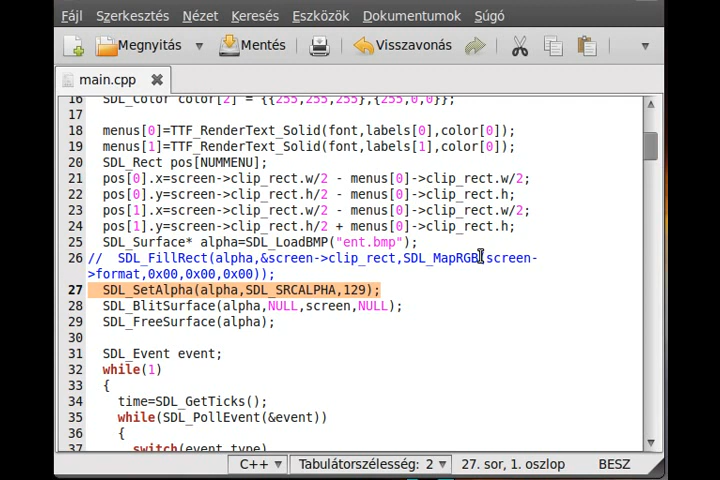 Fájl Szerkesztés Nézet Keresés Eszközök Dokumentumok Súgó
Megnyitás Mentés Visszavonás
main.cpp
16 SDL_Color color[2] = {{255,255,255},{255,0,0}};
17
18 menus[0]=TTF_RenderText_Solid(font,labels[0],color[0]);
19 menus[1]=TTF_RenderText_Solid(font,labels[1],color[0]);
20 SDL_Rect pos[NUMMENU];
21 pos[0].x=screen->clip_rect.w/2 - menus[0]->clip_rect.w/2;
22 pos[0].y=screen->clip_rect.h/2 - menus[0]->clip_rect.h;
23 pos[1].x=screen->clip_rect.w/2 - menus[0]->clip_rect.w/2;
24 pos[1].y=screen->clip_rect.h/2 + menus[0]->clip_rect.h;
25 SDL_Surface* alpha=SDL_LoadBMP("ent.bmp");
26 // SDL_FillRect(alpha,&screen->clip_rect,SDL_MapRGB(screen-
>format,0x00,0x00,0x00));
27 SDL_SetAlpha(alpha,SDL_SRCALPHA,129);
28 SDL_BlitSurface(alpha,NULL,screen,NULL);
29 SDL_FreeSurface(alpha);
30
31 SDL_Event event;
32 while(1)
33 {
34 time=SDL_GetTicks();
35 while(SDL_PollEvent(&event))
36 {
37 switch(event.type)
C++ Tabulátorszélesség: 2 27. sor, 1. oszlop BESZ